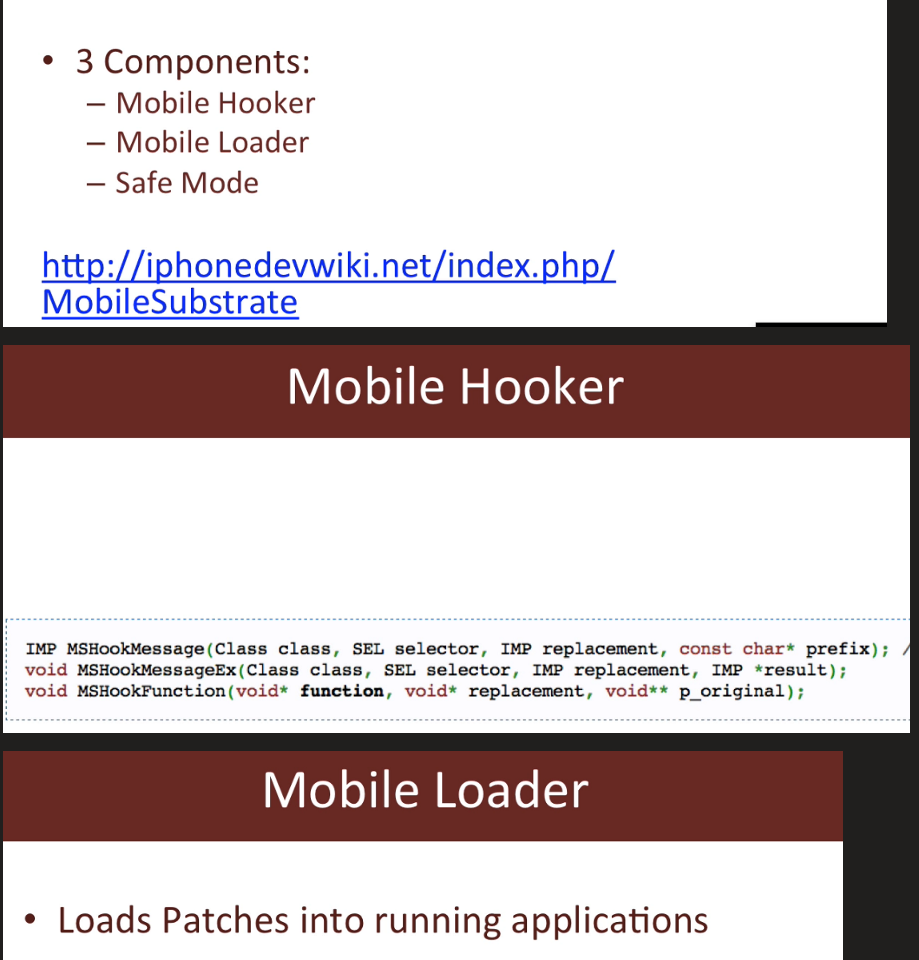 • 3 Components:
– Mobile Hooker
– Mobile Loader
– Safe Mode
http://iphonedevwiki.net/index.php/
MobileSubstrate
Mobile Hooker
IMP MSHookMessage(Class class, SEL selector, IMP replacement, const char* prefix); /
void MSHookMessageEx(Class class, SEL selector, IMP replacement, IMP *result);
void MSHookFunction(void* function, void* replacement, void** p_original);
Mobile Loader
• Loads Patches into running applications